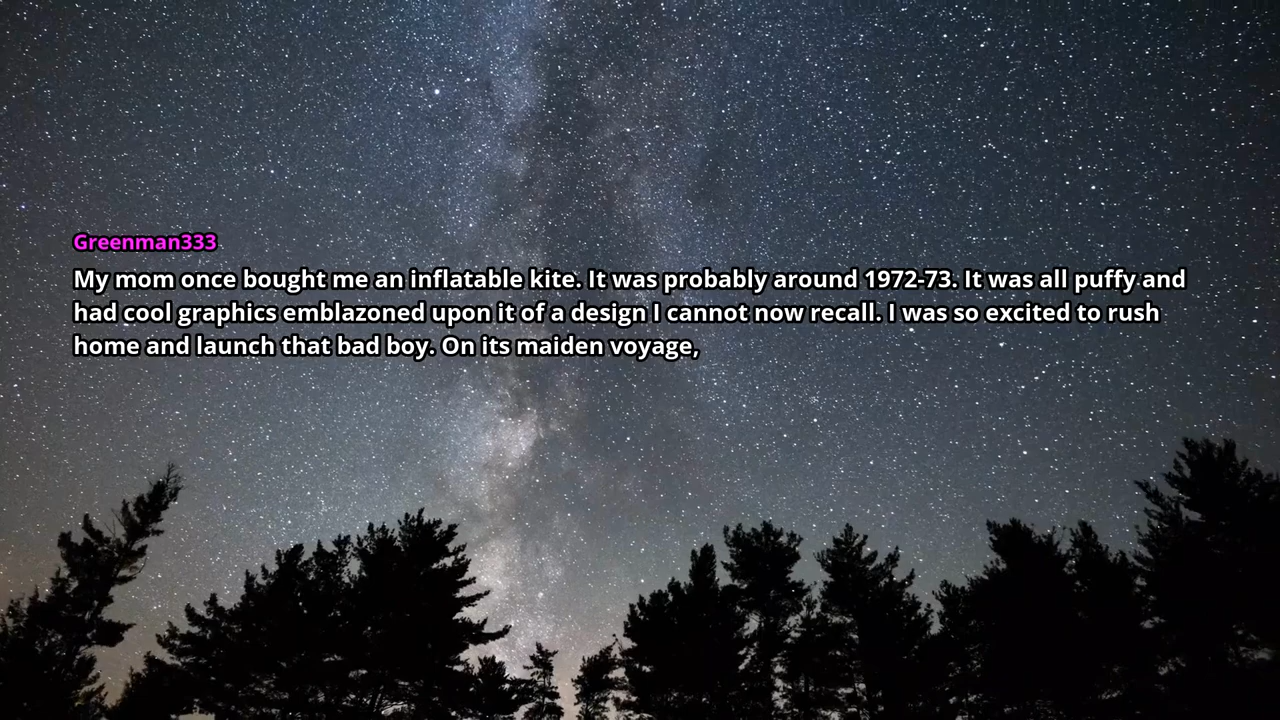 Greenman333
My mom once bought me an inflatable kite. It was probably around 1972-73. It was all puffy and
had cool graphics emblazoned upon it of a design I cannot now recall. I was so excited to rush
home and launch that bad boy. On its maiden voyage,